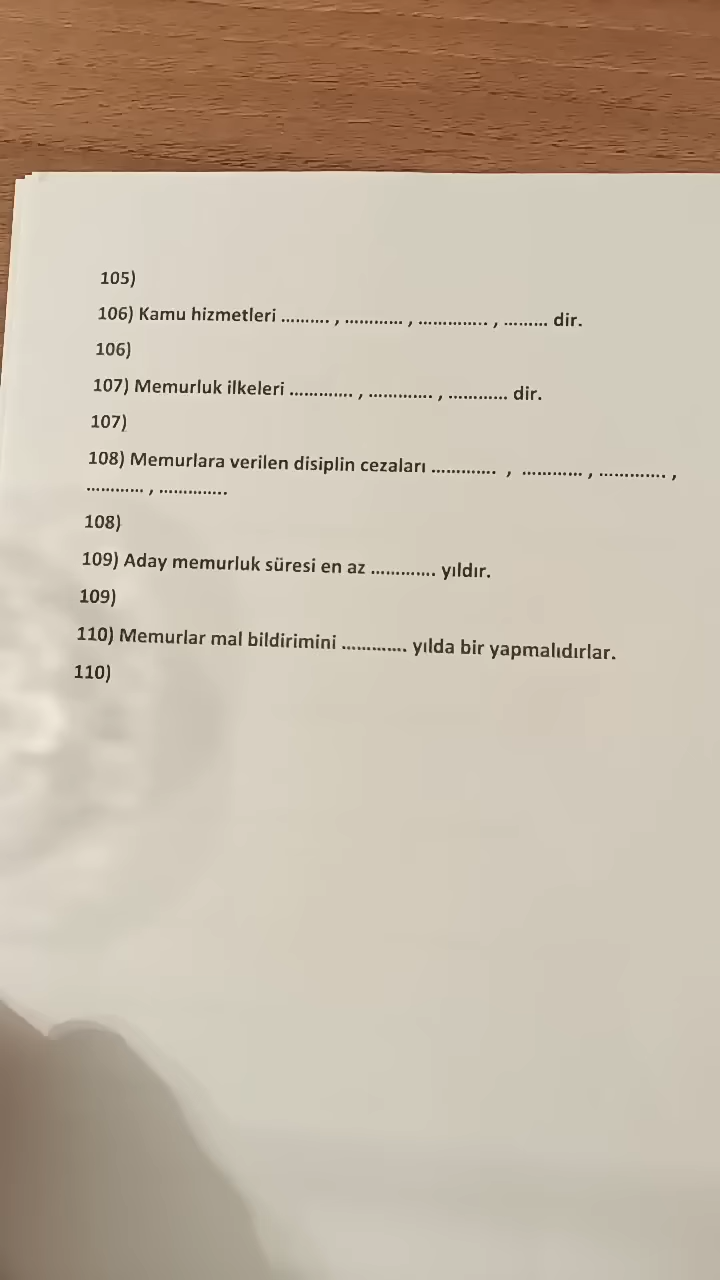 105)
106) Kamu hizmetleri .......... , ............ , .............. , ......... dir.
106)
107) Memurluk ilkeleri ............. , ............. , ............ dir.
107)
108) Memurlara verilen disiplin cezaları ............. , ............ , ............. ,
............ , ..............
108)
109) Aday memurluk süresi en az ............. yıldır.
109)
110) Memurlar mal bildirimini ............. yılda bir yapmalıdırlar.
110)